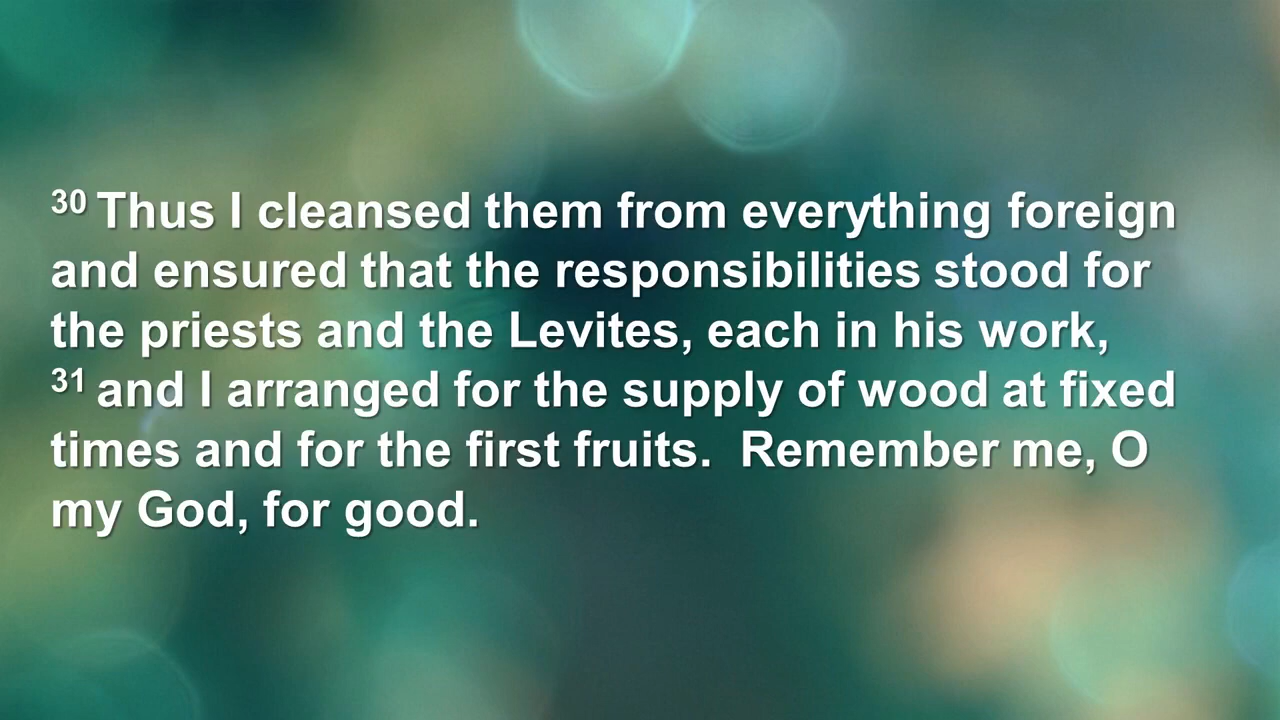 30 Thus I cleansed them from everything foreign
and ensured that the responsibilities stood for
the priests and the Levites, each in his work,
31 and I arranged for the supply of wood at fixed
times and for the first fruits.  Remember me, O
my God, for good.